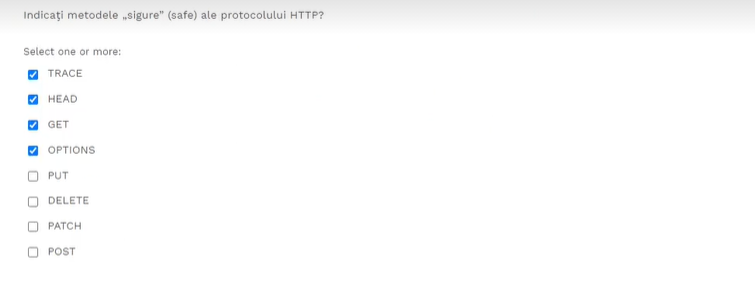 Indicați metodele „sigure” (safe) ale protocolului HTTP?
Select one or more:
TRACE
HEAD
GET
OPTIONS
PUT
DELETE
PATCH
POST